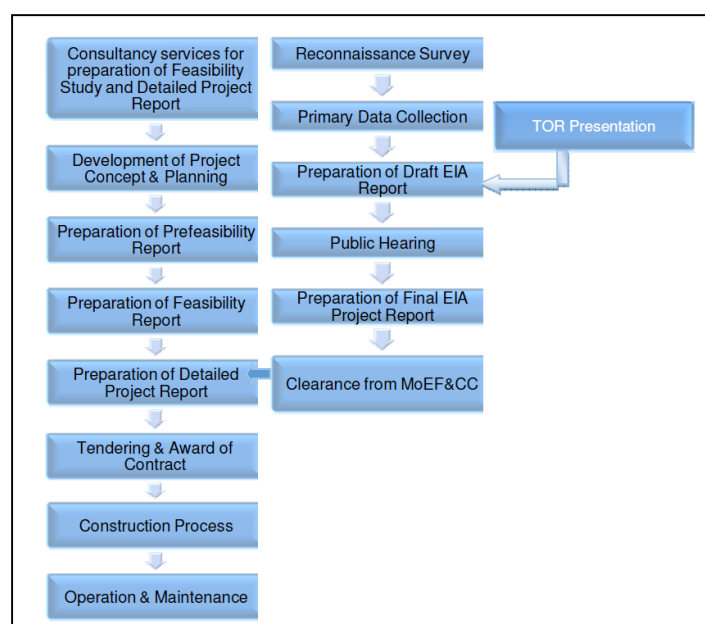 Consultancy services for
preparation of Feasibility
Study and Detailed Project
Report
Development of Project
Concept & Planning
Preparation of Prefeasibility
Report
Preparation of Feasibility
Report
Preparation of Detailed
Project Report
Tendering & Award of
Contract
Construction Process
Operation & Maintenance
Reconnaissance Survey
Primary Data Collection
Preparation of Draft EIA
Report
Public Hearing
Preparation of Final EIA
Project Report
Clearance from MoEF&CC
TOR Presentation